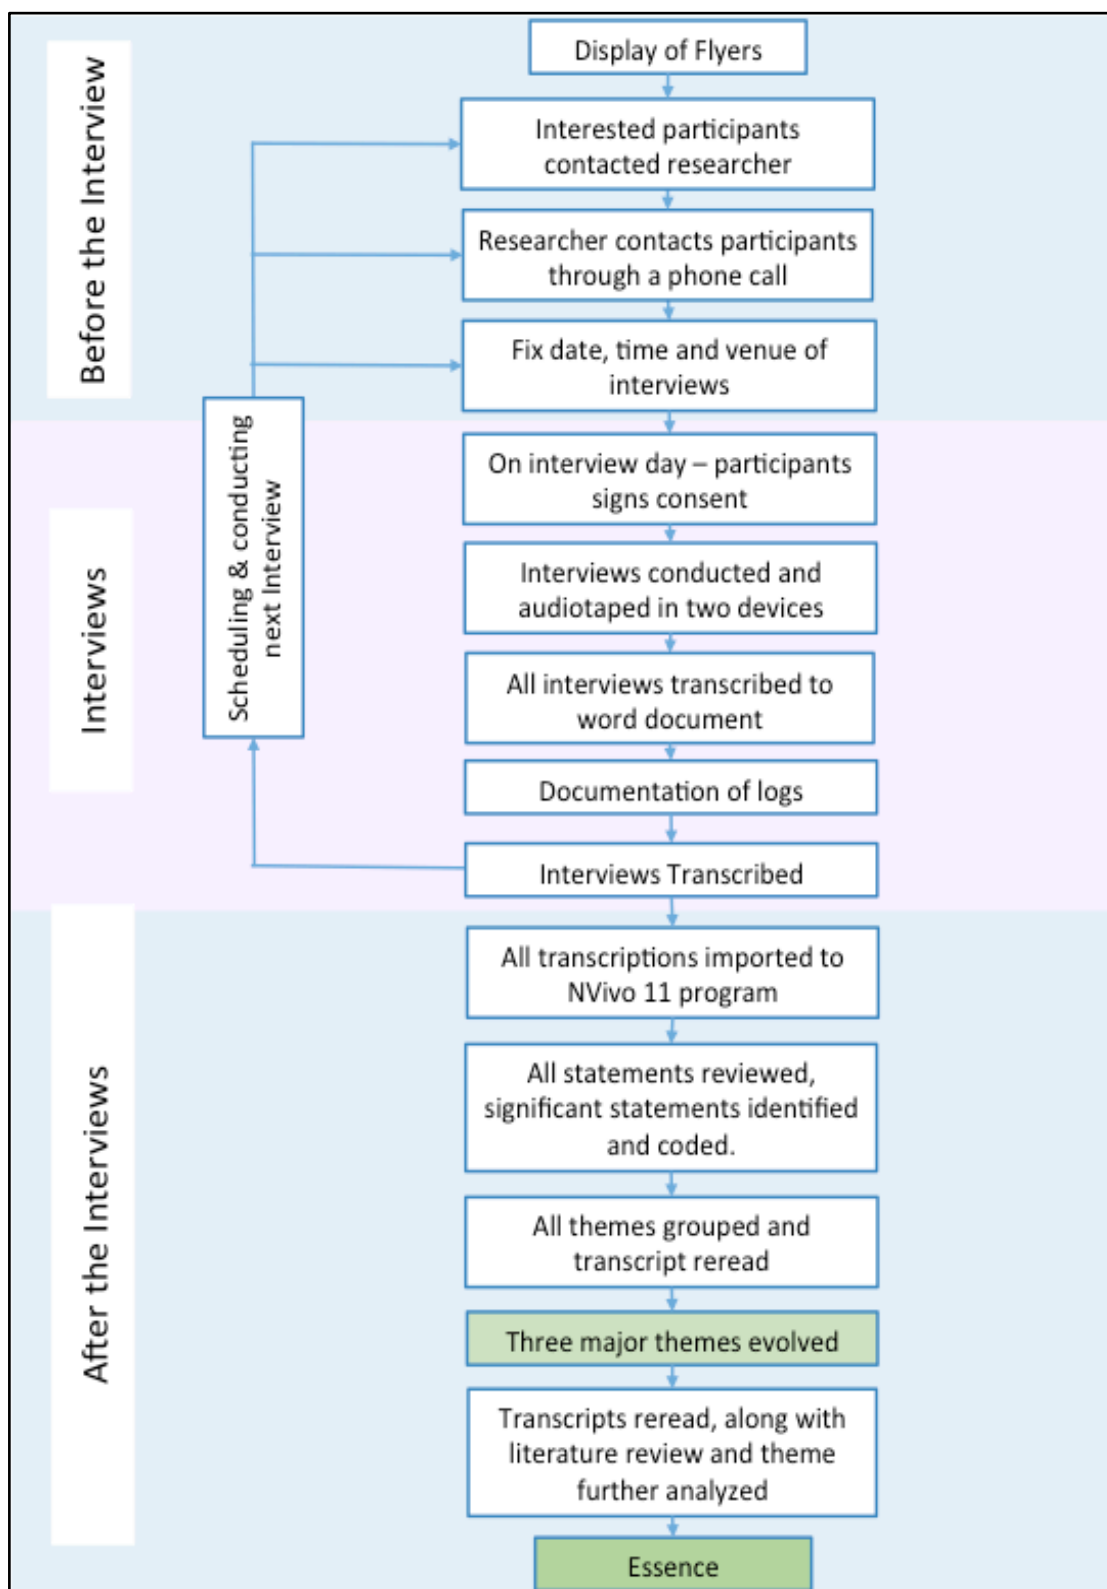 Before the Interview
Display of Flyers
Interested participants
contacted researcher
Researcher contacts participants
through a phone call
Fix date, time and venue of
interviews
Interviews
Scheduling & conducting
next Interview
On interview day – participants
signs consent
Interviews conducted and
audiotaped in two devices
All interviews transcribed to
word document
Documentation of logs
Interviews Transcribed
After the Interviews
All transcriptions imported to
NVivo 11 program
All statements reviewed,
significant statements identified
and coded.
All themes grouped and
transcript reread
Three major themes evolved
Transcripts reread, along with
literature review and theme
further analyzed
Essence